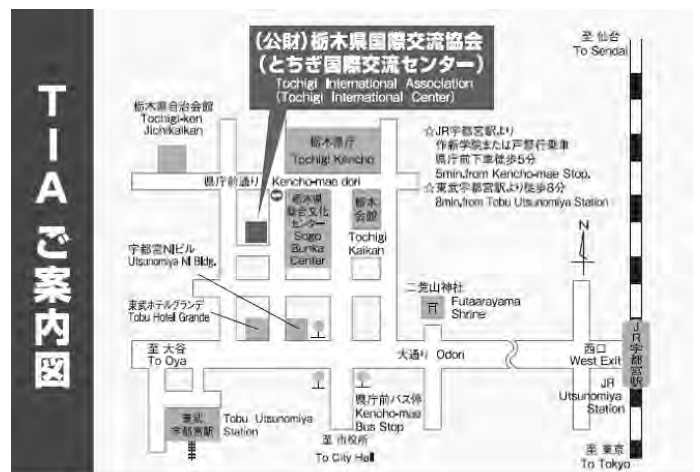 TIAご案内図
(公財)栃木県国際交流協会
(とちぎ国際交流センター)
Tochigi International Association
(Tochigi International Center)
至 仙台
To Sendai
栃木県自治会館
Tochigi-ken
Jichikaikan
栃木県庁
Tochigi Kencho
☆JR宇都宮駅より
作新学院または戸祭行乗車
県庁前下車徒歩5分
5min.from Kencho-mae Stop.
☆東武宇都宮駅より徒歩8分
8min.from Tobu Utsunomiya Station
県庁前通り Kencho-mae dori
栃木県
総合文化
センター
Sogo
Bunka
Center
栃木
会館
Tochigi
Kaikan
N
宇都宮NIビル
Utsunomiya NI Bldg.
東武ホテルグランデ
Tobu Hotel Grande
二荒山神社
Futaarayama
Shrine
至 大谷
To Oya
大通り Odori
西口
West Exit
JR宇都宮駅
JR
Utsunomiya
Station
県庁前バス停
Kencho-mae
Bus Stop
東武
宇都宮駅
Tobu Utsunomiya
Station
至 市役所
To City Hall
至 東京
To Tokyo